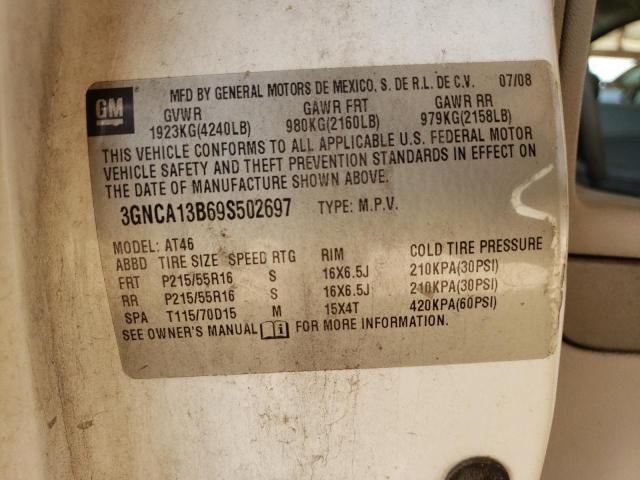 GM
MFD BY GENERAL MOTORS DE MEXICO, S. DE R.L. DE C.V. 07/08
GVWR GAWR FRT GAWR RR
1923KG(4240LB) 980KG(2160LB) 979KG(2158LB)
THIS VEHICLE CONFORMS TO ALL APPLICABLE U.S. FEDERAL MOTOR
VEHICLE SAFETY AND THEFT PREVENTION STANDARDS IN EFFECT ON
THE DATE OF MANUFACTURE SHOWN ABOVE.
3GNCA13B69S502697 TYPE: M.P.V.
MODEL: AT46
ABBD TIRE SIZE SPEED RTG RIM COLD TIRE PRESSURE
FRT P215/55R16 S 16X6.5J 210KPA(30PSI)
RR P215/55R16 S 16X6.5J 210KPA(30PSI)
SPA T115/70D15 M 15X4T 420KPA(60PSI)
SEE OWNER'S MANUAL FOR MORE INFORMATION.